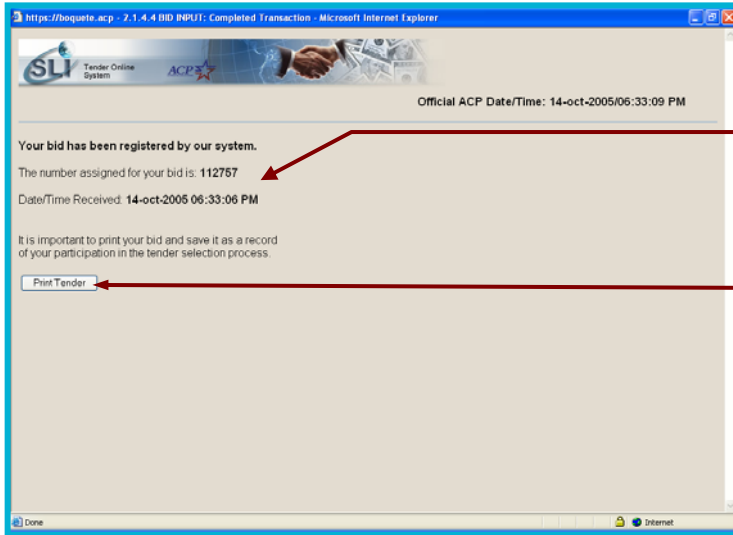 https://boquete.acp - 2.1.4.4 BID INPUT: Completed Transaction - Microsoft Internet Explorer
SLI Tender Online
System
ACP
Official ACP Date/Time: 14-oct-2005/06:33:09 PM
Your bid has been registered by our system.
The number assigned for your bid is: 112757
Date/Time Received: 14-oct-2005 06:33:06 PM
It is important to print your bid and save it as a record
of your participation in the tender selection process.
Print Tender
Done
Internet